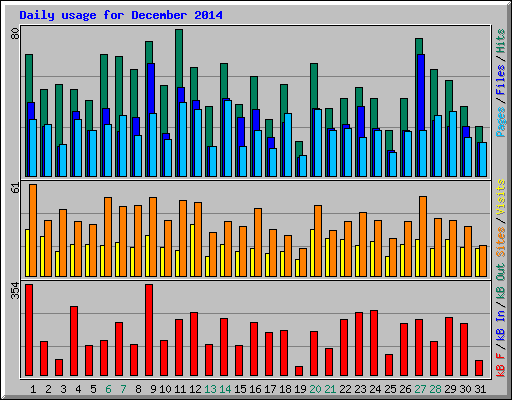 Daily usage for December 2014
80
Pages / Files / Hits
61
Sites / Visits
354
kB F / kB In / kB Out
1 2 3 4 5 6 7 8 9 10 11 12 13 14 15 16 17 18 19 20 21 22 23 24 25 26 27 28 29 30 31